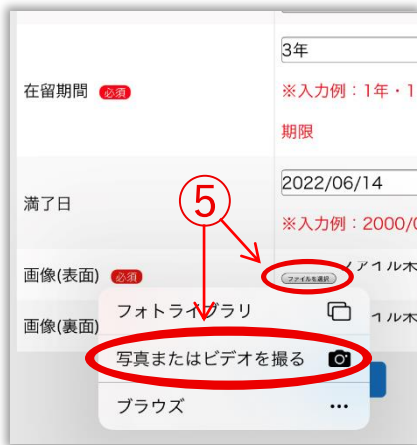 3年
在留期間 必須
※入力例：1年・1
期限
2022/06/14
満了日
⑤
※入力例：2000/0
画像(表面) 必須
ファイルを選択 ファイル未
フォトライブラリ
画像(裏面)
イル未
写真またはビデオを撮る
ブラウズ